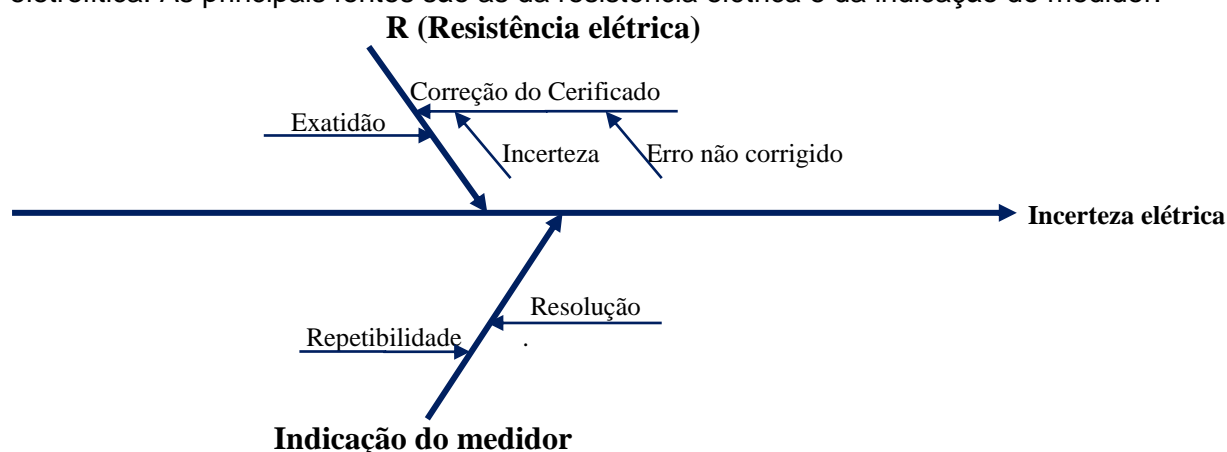 eletrolítica. As principais fontes são as da resistência elétrica e da indicação do medidor.
R (Resistência elétrica)
Correção do Cerificado
Exatidão
Incerteza
Erro não corrigido
Incerteza elétrica
Resolução
Repetibilidade .
Indicação do medidor